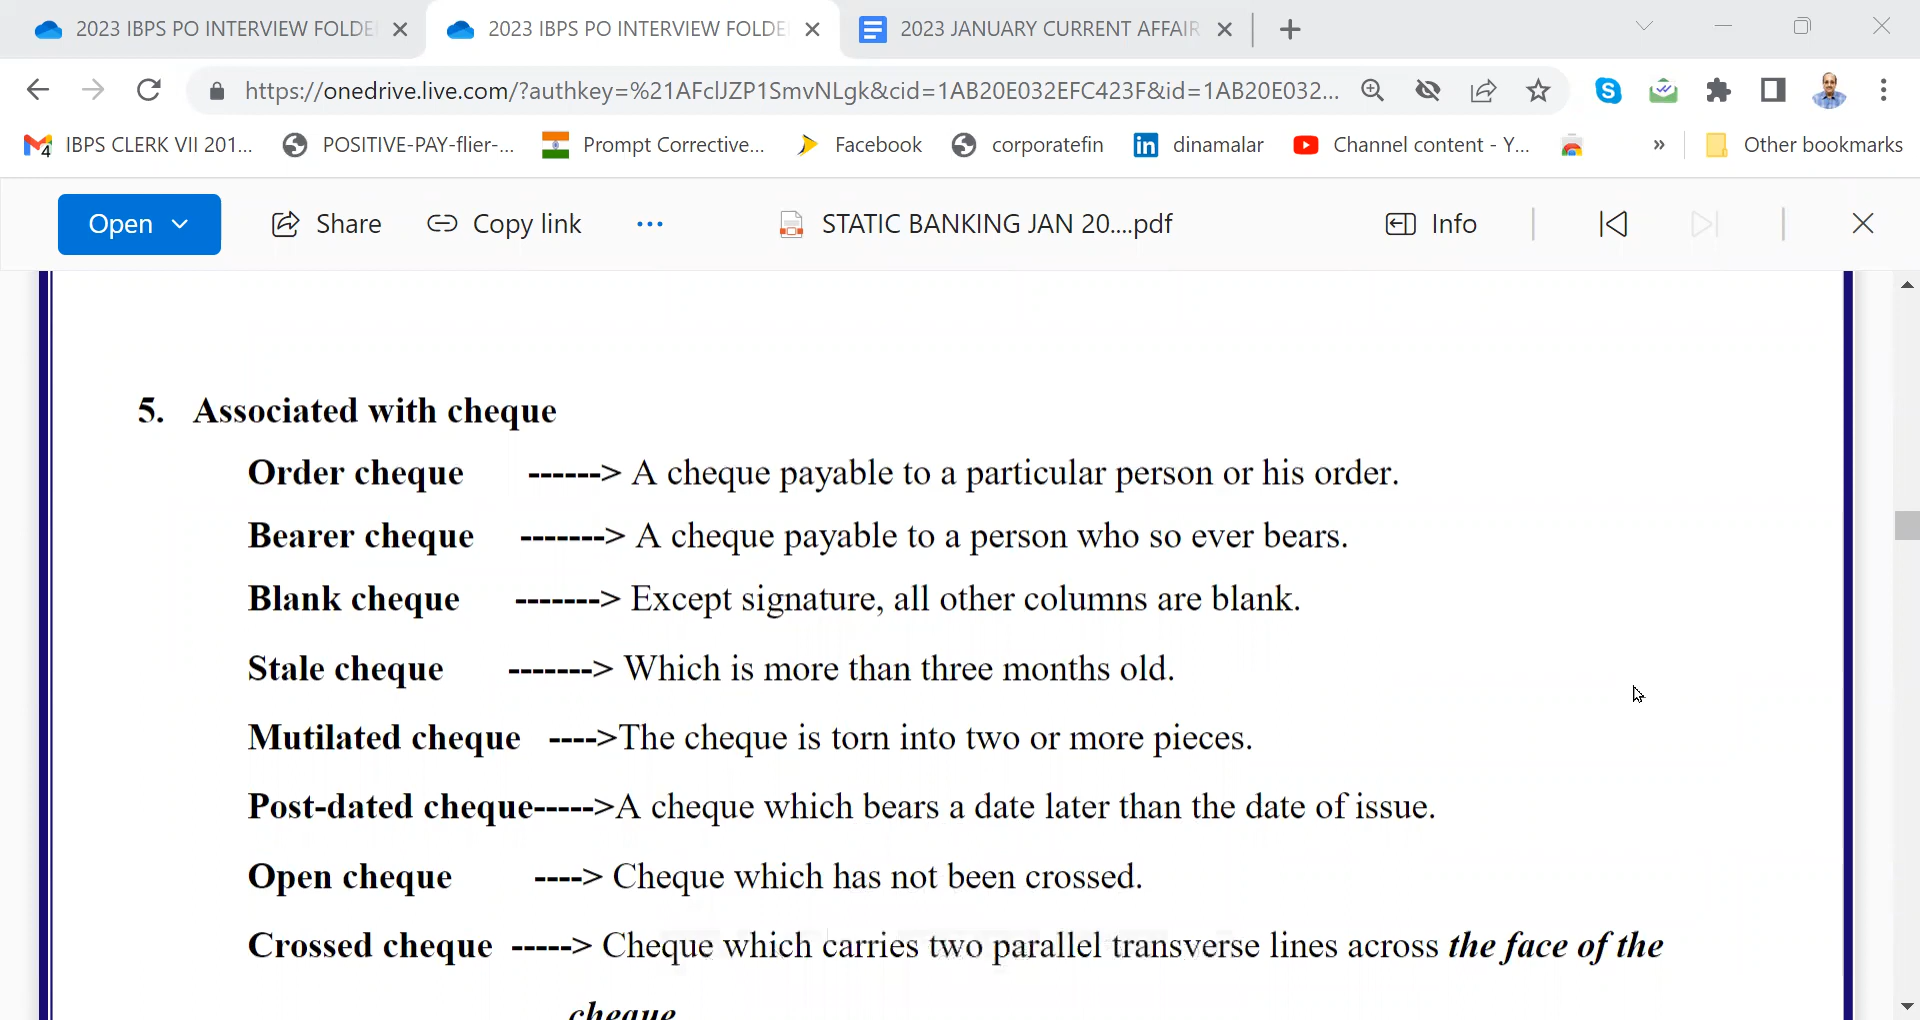 2023 IBPS PO INTERVIEW FOLDE
2023 IBPS PO INTERVIEW FOLDE
2023 JANUARY CURRENT AFFAIR
https://onedrive.live.com/?authkey=%21AFclJZP1SmvNLgk&cid=1AB20E032EFC423F&id=1AB20E032...
IBPS CLERK VII 201...
POSITIVE-PAY-flier-...
Prompt Corrective...
Facebook
corporatefin
dinamalar
Channel content - Y...
»
Other bookmarks
Open
Share
Copy link
...
STATIC BANKING JAN 20....pdf
Info
5. Associated with cheque
Order cheque ------> A cheque payable to a particular person or his order.
Bearer cheque -------> A cheque payable to a person who so ever bears.
Blank cheque -------> Except signature, all other columns are blank.
Stale cheque -------> Which is more than three months old.
Mutilated cheque ---->The cheque is torn into two or more pieces.
Post-dated cheque----->A cheque which bears a date later than the date of issue.
Open cheque ----> Cheque which has not been crossed.
Crossed cheque -----> Cheque which carries two parallel transverse lines across the face of the
cheque